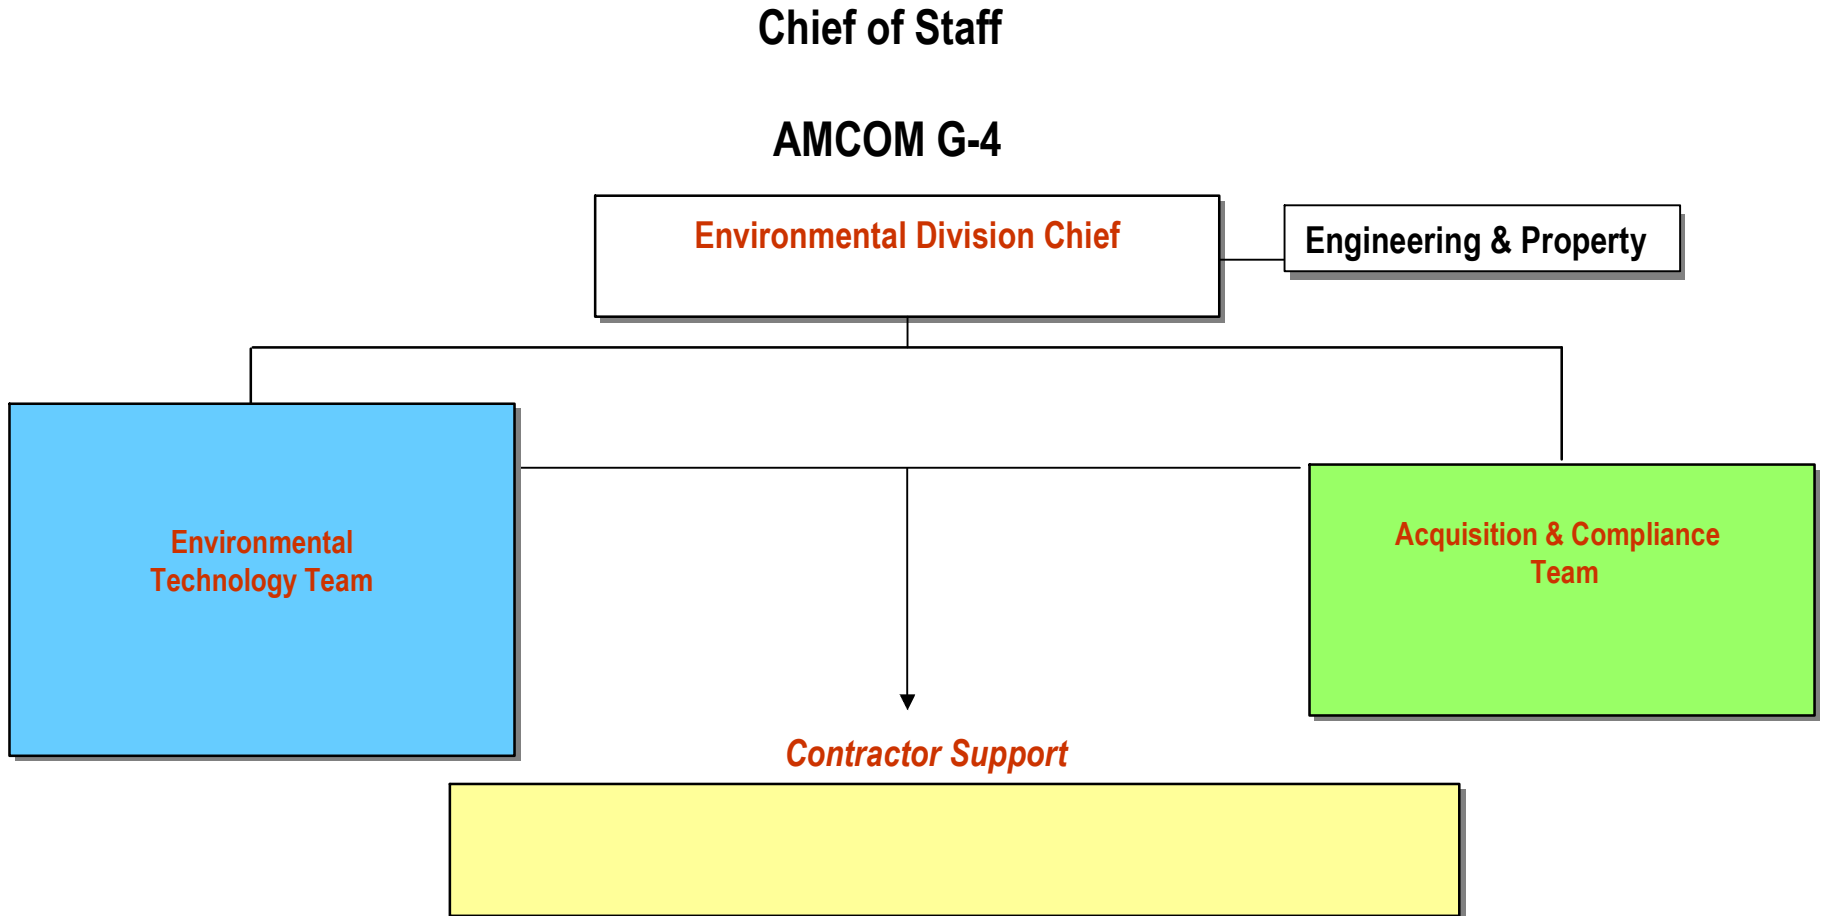 Chief of Staff
AMCOM G-4
Environmental Division Chief
Engineering & Property
Environmental
Technology Team
Acquisition & Compliance
Team
Contractor Support